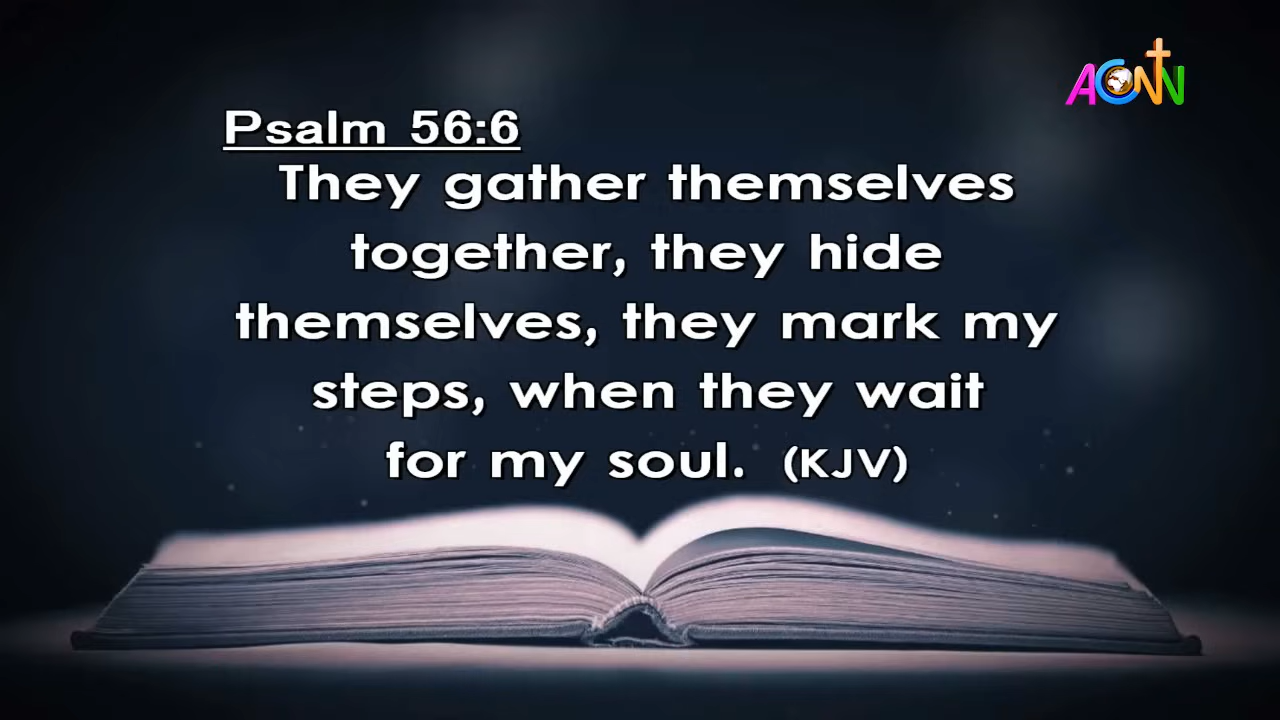 ACNN
Psalm 56:6
They gather themselves
together, they hide
themselves, they mark my
steps, when they wait
for my soul. (KJV)